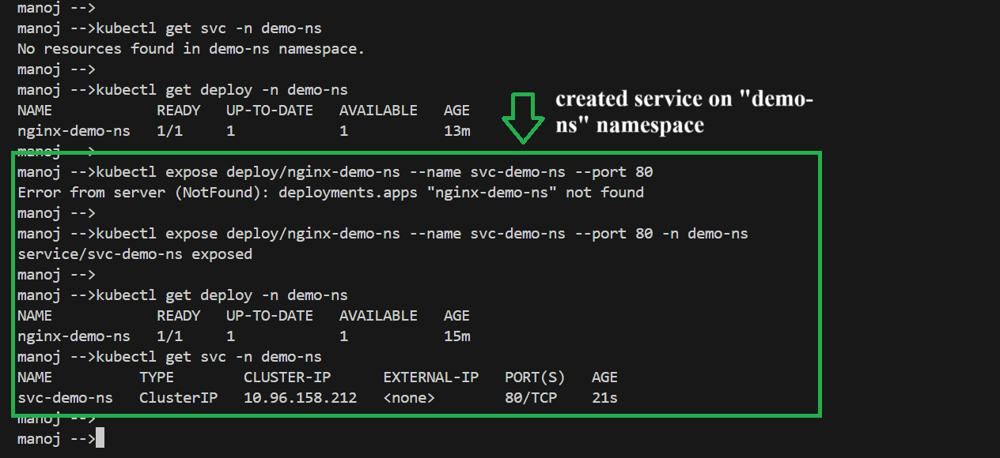 manoj -->
manoj -->kubectl get svc -n demo-ns
No resources found in demo-ns namespace.
manoj -->
manoj -->kubectl get deploy -n demo-ns
NAME            READY   UP-TO-DATE   AVAILABLE   AGE
nginx-demo-ns   1/1     1            1           13m
created service on "demo-
ns" namespace
manoj -->
manoj -->kubectl expose deploy/nginx-demo-ns --name svc-demo-ns --port 80
Error from server (NotFound): deployments.apps "nginx-demo-ns" not found
manoj -->
manoj -->kubectl expose deploy/nginx-demo-ns --name svc-demo-ns --port 80 -n demo-ns
service/svc-demo-ns exposed
manoj -->
manoj -->kubectl get deploy -n demo-ns
NAME            READY   UP-TO-DATE   AVAILABLE   AGE
nginx-demo-ns   1/1     1            1           15m
manoj -->kubectl get svc -n demo-ns
NAME          TYPE        CLUSTER-IP      EXTERNAL-IP   PORT(S)   AGE
svc-demo-ns   ClusterIP   10.96.158.212   <none>        80/TCP    21s
manoj -->
manoj -->